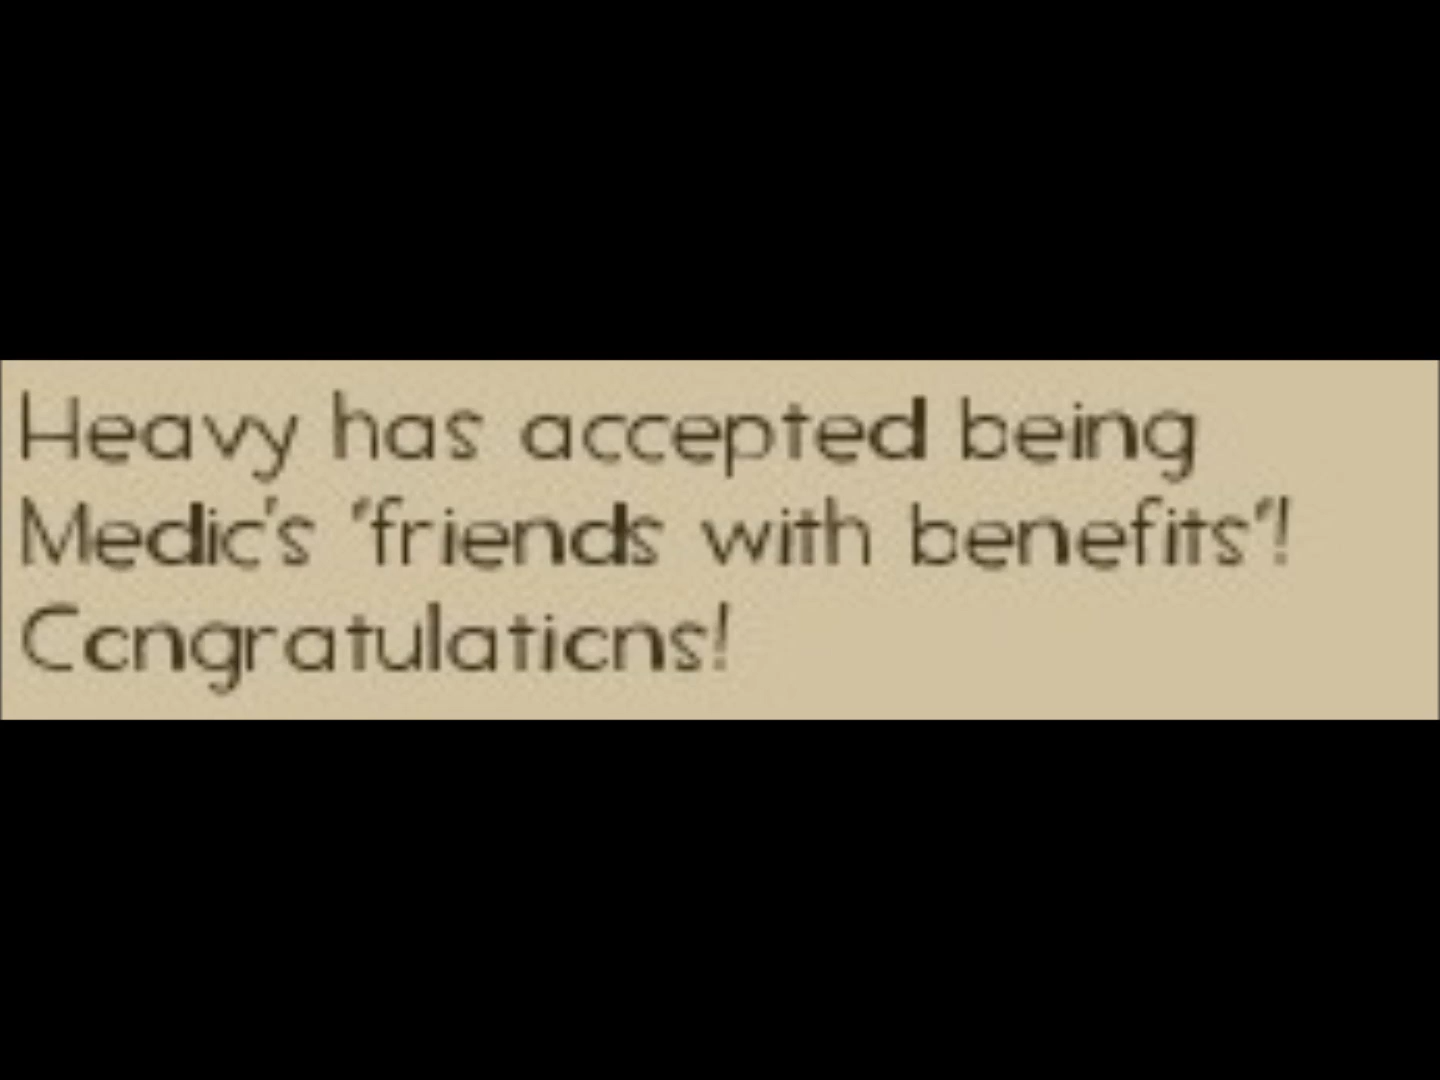 Heavy has accepted being
Medic's "friends with benefits"!
Congratulations!